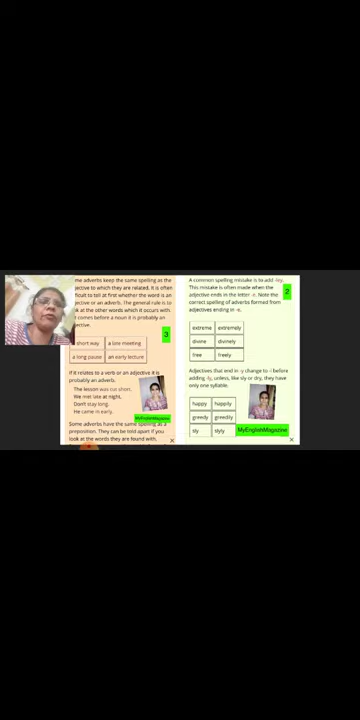 adverbs keep the same spelling as the
adjective to which they are related. It is often
difficult to tell at first whether the word is an
adjective or an adverb. The general rule is to
look at the other words which it occurs with.
comes before a noun it is probably an
adjective.
3
short way a late meeting
a long pause an early lecture
If it relates to a verb or an adjective it is
probably an adverb.
The lesson was cut short.
We met late at night.
Don't stay long.
He came in early.
MyEnglishMagazine
Some adverbs have the same spelling as a
preposition. They can be told apart if you
look at the words they are found with.
A common spelling mistake is to add -ley.
This mistake is often made when the
adjective ends in the letter -e. Note the
correct spelling of adverbs formed from
adjectives ending in -e.
2
extreme extremely
divine divinely
free freely
Adjectives that end in -y change to -i before
adding -ly, unless, like sly or dry, they have
only one syllable.
happy happily
greedy greedily
sly slyly
MyEnglishMagazine